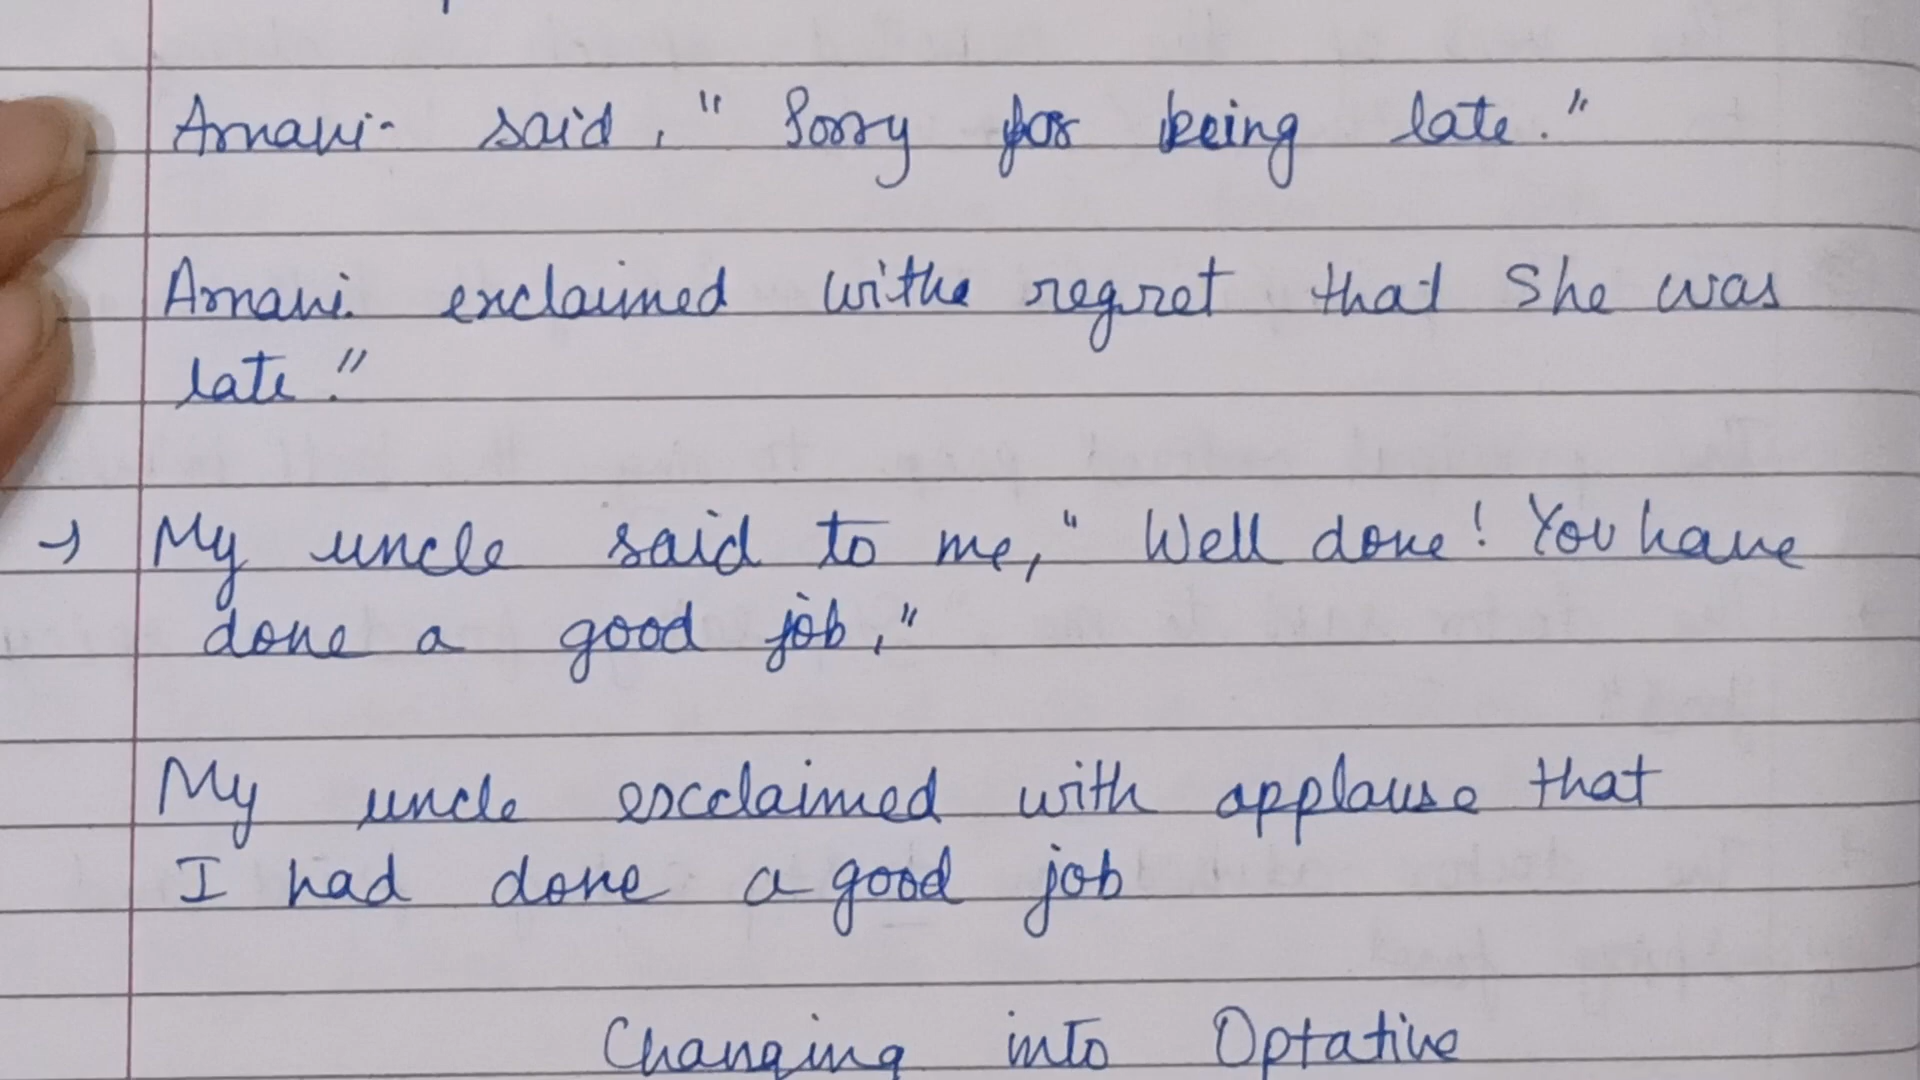 Arnavi- said, " Sorry for being late."
Arnavi. exclaimed withe regret that She was
late."
→ My uncle said to me, " Well done! You have
done a good job,"
My uncle exclaimed with applause that
I had done a good job
Changing into Optative